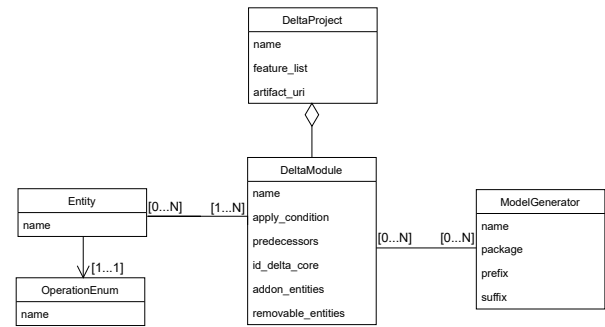 DeltaProject
name
feature_list
artifact_uri
DeltaModule
name
apply_condition
predecessors
id_delta_core
addon_entities
removable_entities
Entity
name
[0...N]
[1...N]
[1...1]
OperationEnum
name
[0...N]
[0...N]
ModelGenerator
name
package
prefix
suffix